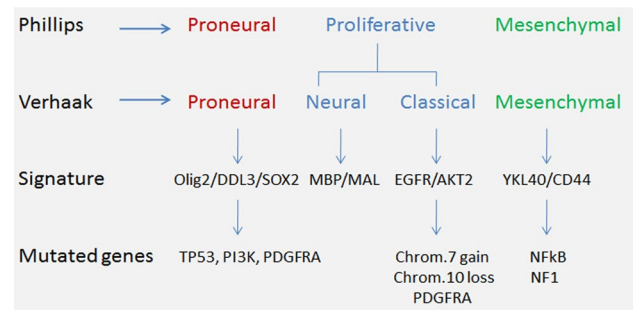 Phillips Proneural Proliferative Mesenchymal
Verhaak Proneural Neural Classical Mesenchymal
Signature Olig2/DDL3/SOX2 MBP/MAL EGFR/AKT2 YKL40/CD44
Mutated genes TP53, PI3K, PDGFRA Chrom.7 gain NFkB
Chrom.10 loss NF1
PDGFRA